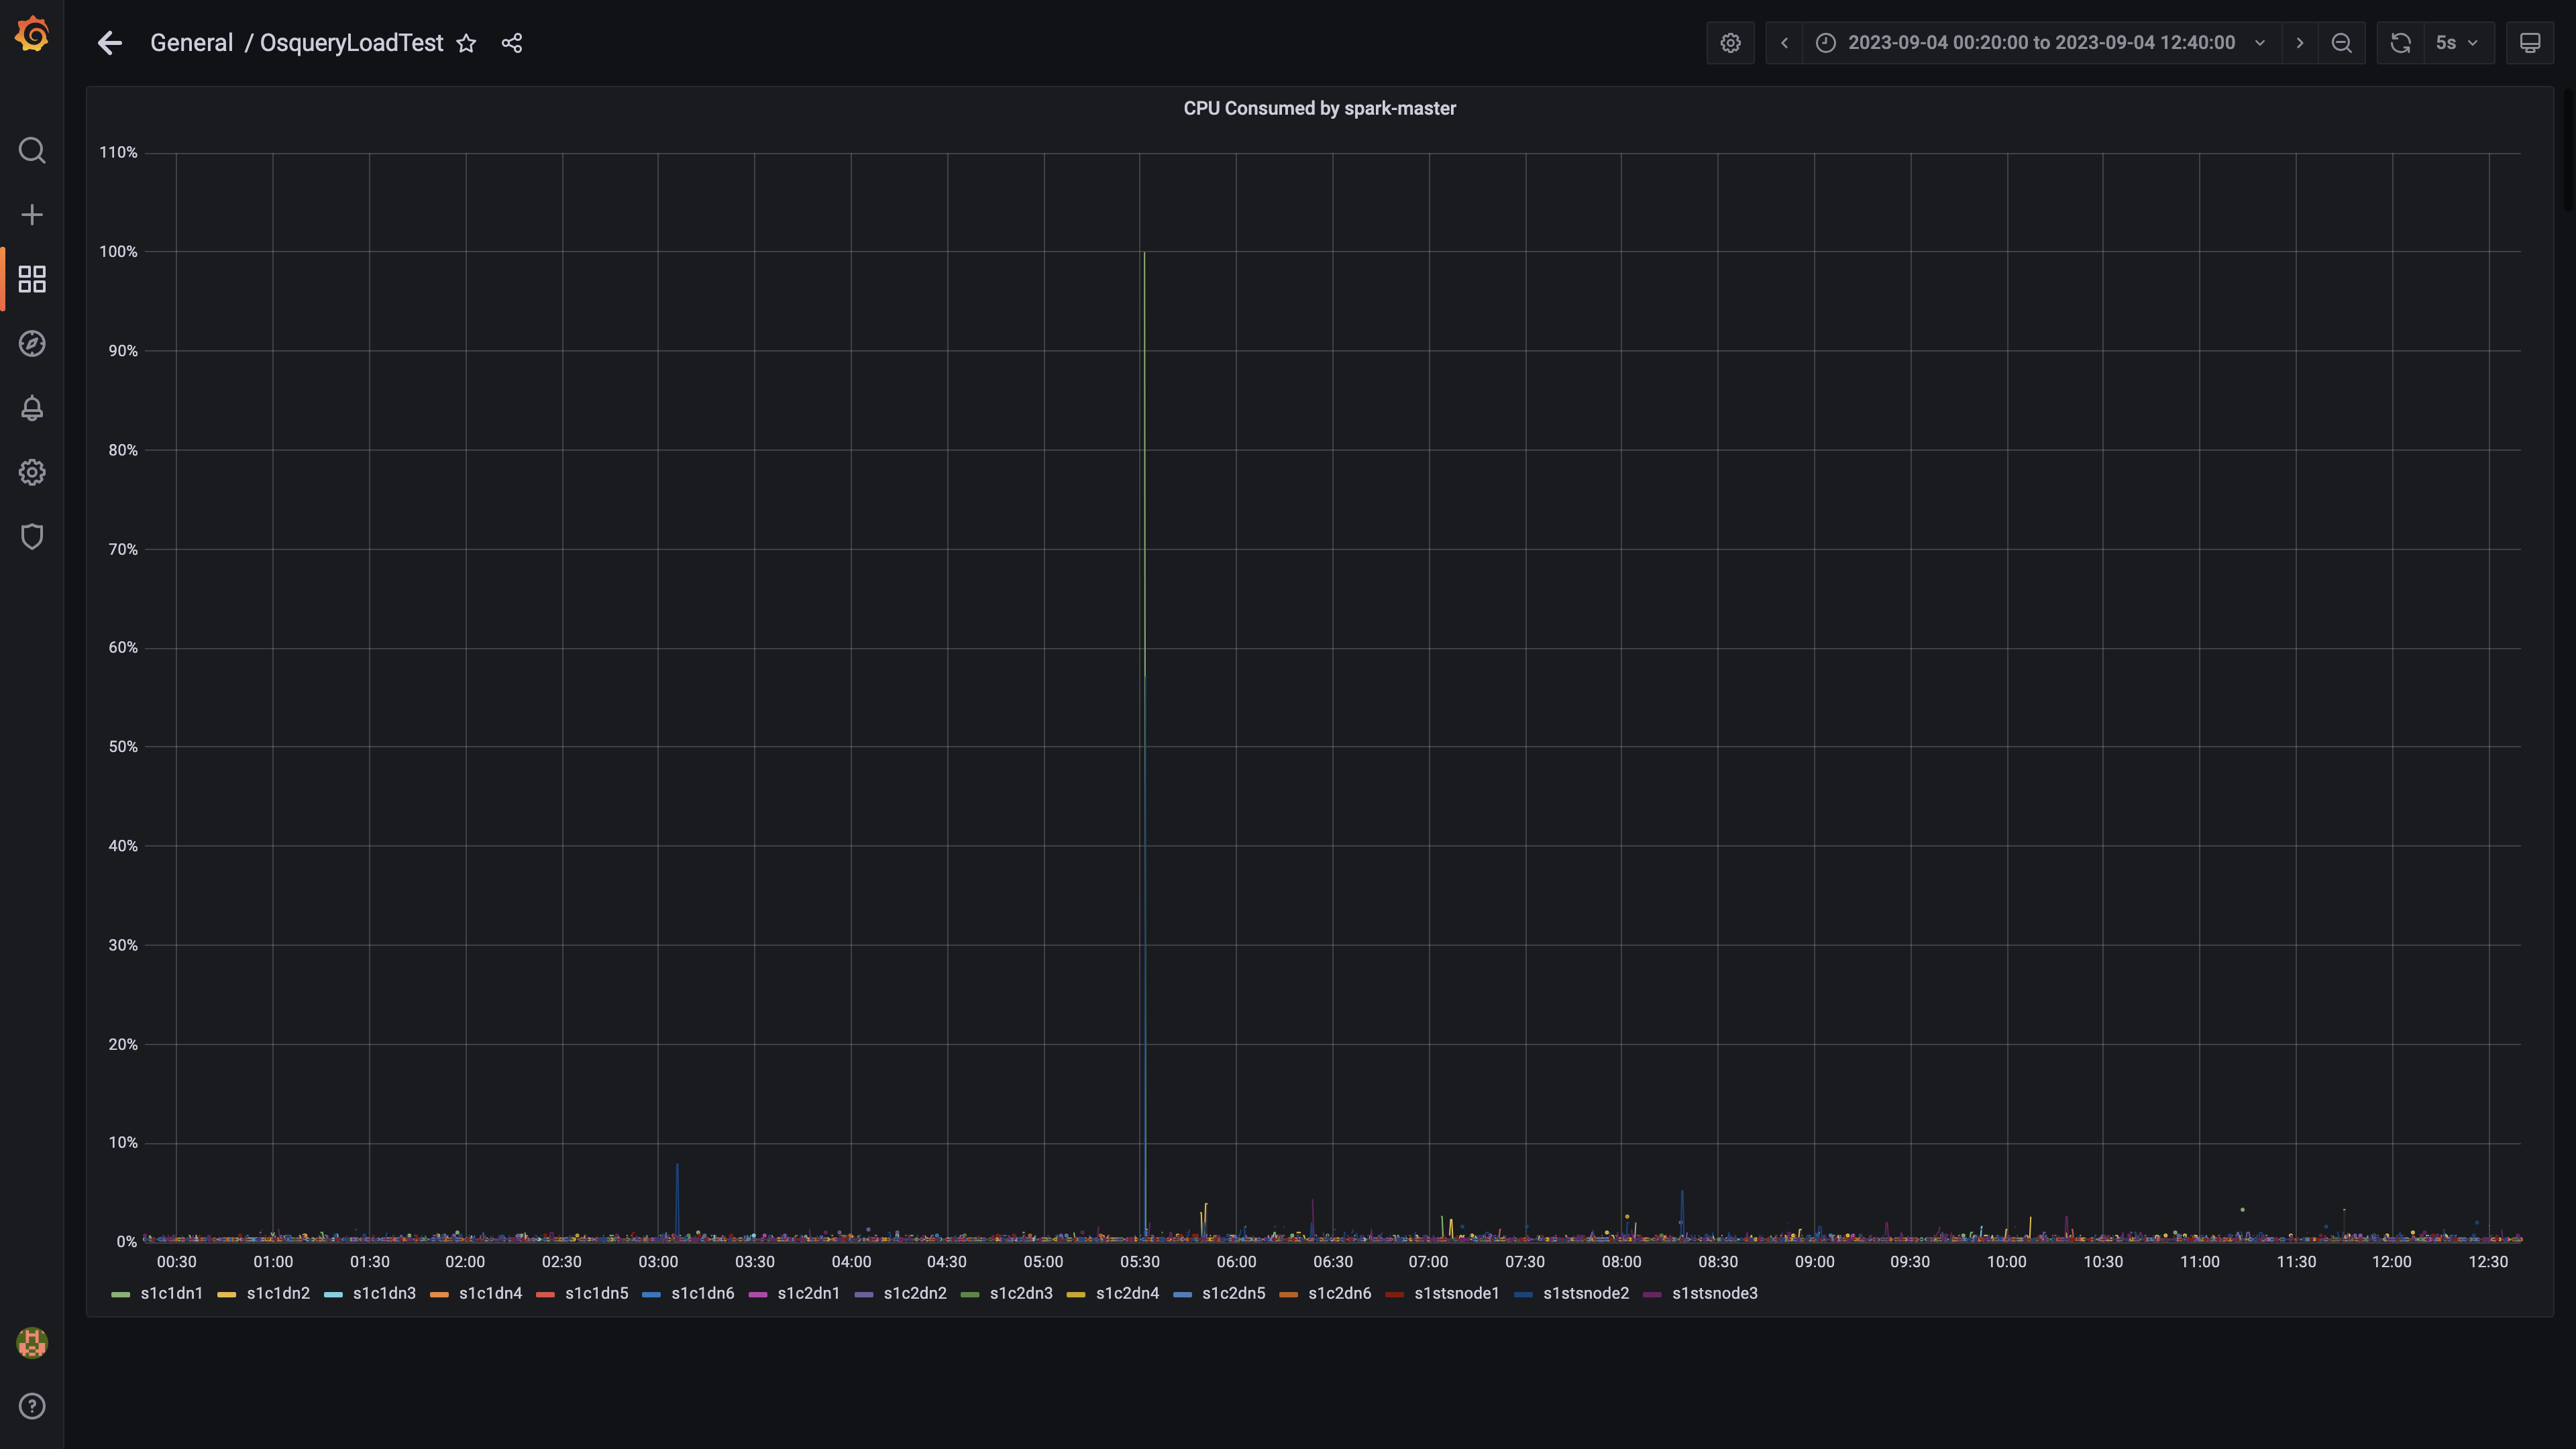 General / OsqueryLoadTest
2023-09-04 00:20:00 to 2023-09-04 12:40:00
5s
CPU Consumed by spark-master
110%
100%
90%
80%
70%
60%
50%
40%
30%
20%
10%
0%
00:30 01:00 01:30 02:00 02:30 03:00 03:30 04:00 04:30 05:00 05:30 06:00 06:30 07:00 07:30 08:00 08:30 09:00 09:30 10:00 10:30 11:00 11:30 12:00 12:30
s1c1dn1 s1c1dn2 s1c1dn3 s1c1dn4 s1c1dn5 s1c1dn6 s1c2dn1 s1c2dn2 s1c2dn3 s1c2dn4 s1c2dn5 s1c2dn6 s1stsnode1 s1stsnode2 s1stsnode3